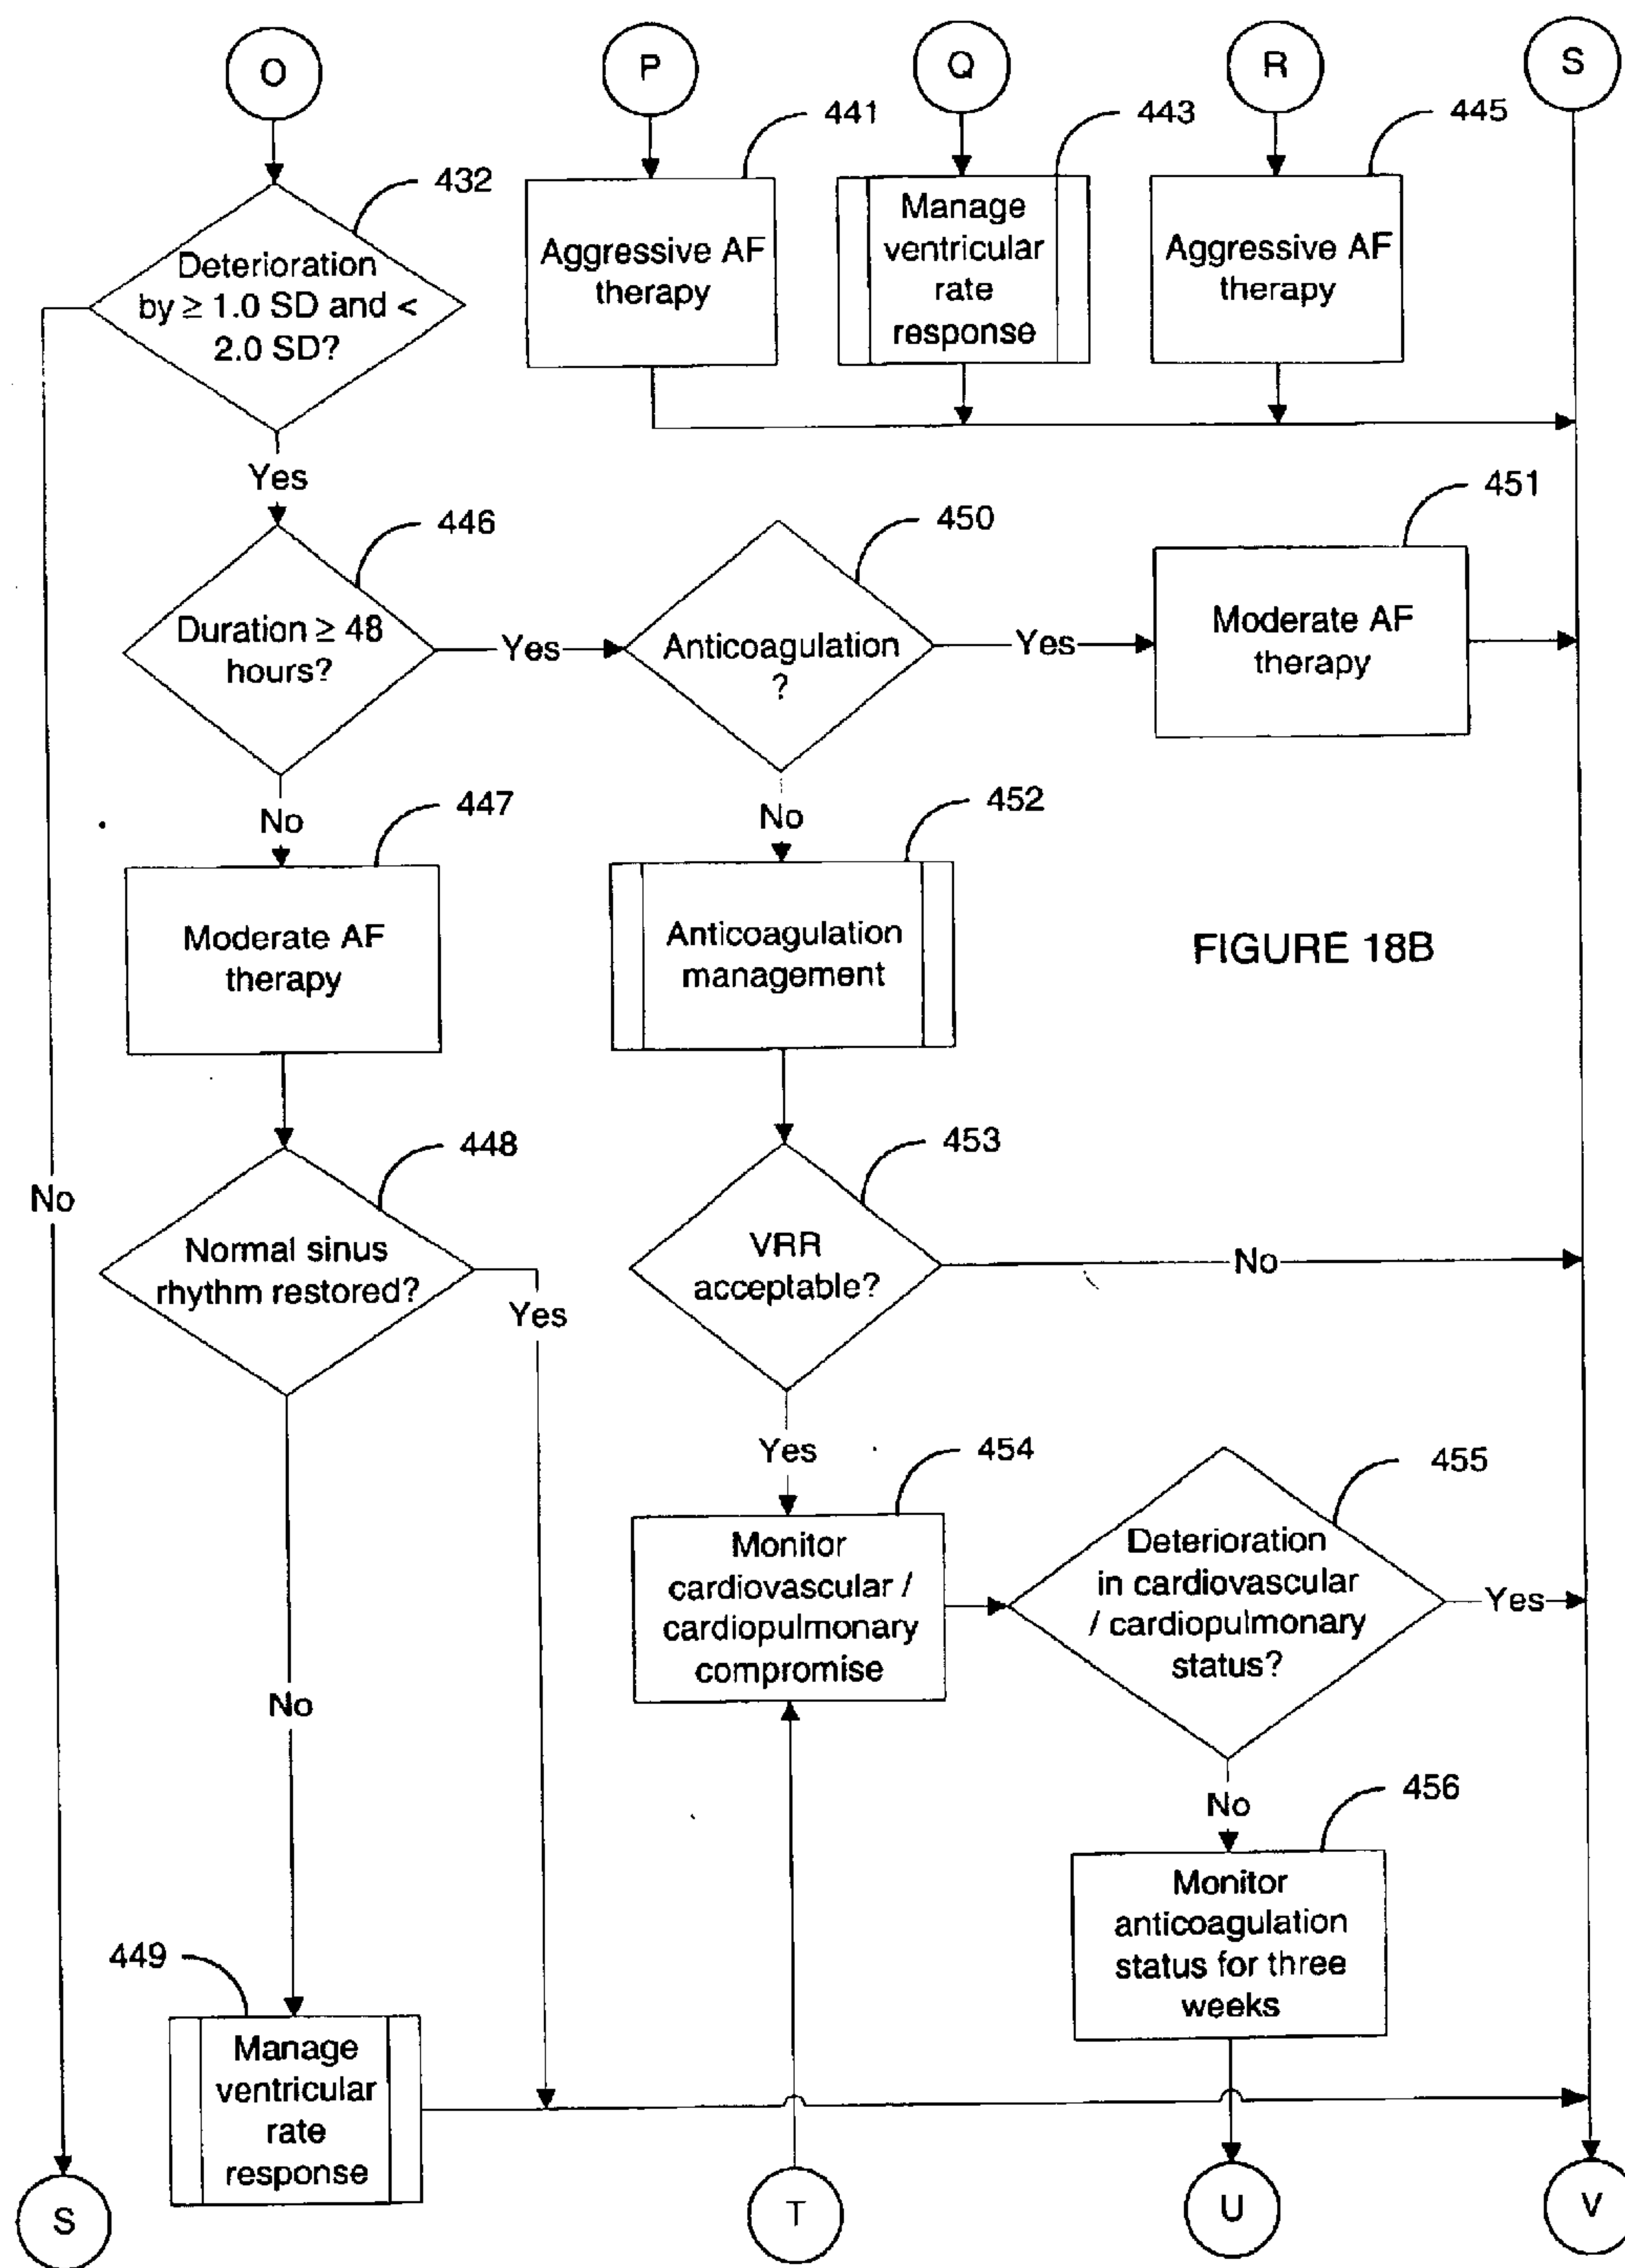 O
P
Q
R
S
432
Deterioration
by ≥ 1.0 SD and <
2.0 SD?
441
Aggressive AF
therapy
443
Manage
ventricular
rate
response
445
Aggressive AF
therapy
Yes
446
Duration ≥ 48
hours?
Yes
450
Anticoagulation
?
Yes
451
Moderate AF
therapy
No
447
Moderate AF
therapy
No
452
Anticoagulation
management
FIGURE 18B
No
448
Normal sinus
rhythm restored?
Yes
453
VRR
acceptable?
No
Yes
454
Monitor
cardiovascular /
cardiopulmonary
compromise
455
Deterioration
in cardiovascular
/ cardiopulmonary
status?
Yes
No
No
456
Monitor
anticoagulation
status for three
weeks
449
Manage
ventricular
rate
response
S
T
U
V